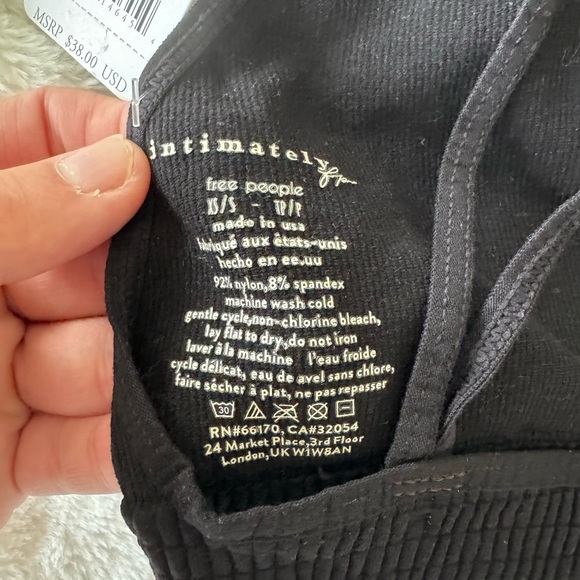 MSRP $38.00 USD
intimately
free people
XS/S - TP/P
made in usa
fabriqué aux états-unis
hecho en ee.uu
92% nylon, 8% spandex
machine wash cold
gentle cycle, non-chlorine bleach,
lay flat to dry, do not iron
laver à la machine l'eau froide
cycle délicat, eau de avel sans chlore,
faire sécher à plat, ne pas repasser
30
RN#66170, CA#32054
24 Market Place, 3rd Floor
London, UK W1W8AN